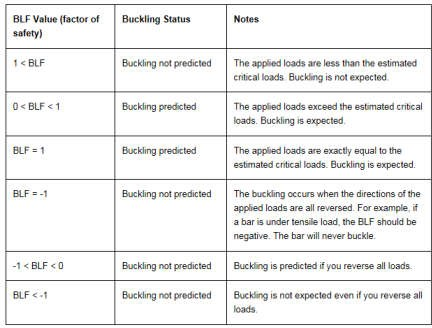 BLF Value (factor of safety) Buckling Status Notes
1 < BLF Buckling not predicted The applied loads are less than the estimated
critical loads. Buckling is not expected.
0 < BLF < 1 Buckling predicted The applied loads exceed the estimated critical
loads. Buckling is expected.
BLF = 1 Buckling predicted The applied loads are exactly equal to the
estimated critical loads. Buckling is expected.
BLF = -1 Buckling not predicted The buckling occurs when the directions of the
applied loads are all reversed. For example, if
a bar is under tensile load, the BLF should be
negative. The bar will never buckle.
-1 < BLF < 0 Buckling not predicted Buckling is predicted if you reverse all loads.
BLF < -1 Buckling not predicted Buckling is not expected even if you reverse all
loads.